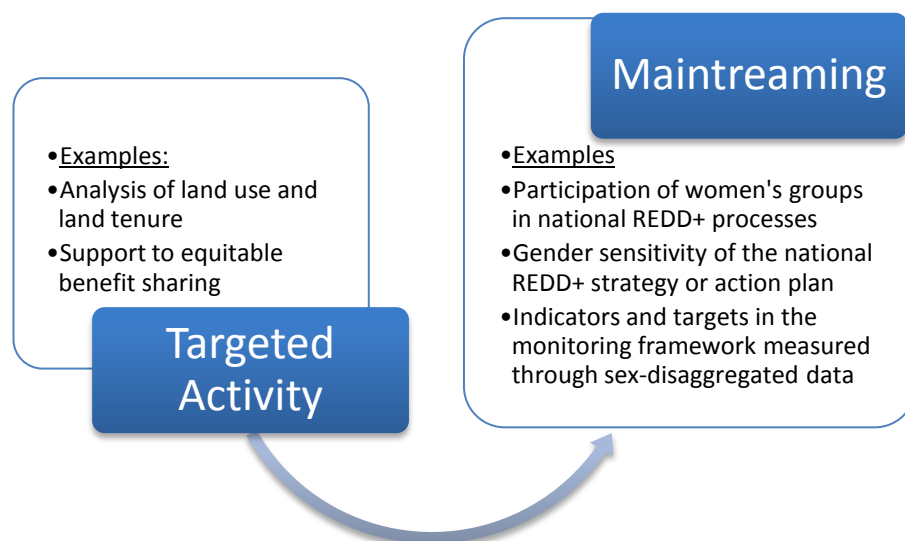 •Examples:
•Analysis of land use and
land tenure
•Support to equitable
benefit sharing
Targeted
Activity
Maintreaming
•Examples
•Participation of women's groups
in national REDD+ processes
•Gender sensitivity of the national
REDD+ strategy or action plan
•Indicators and targets in the
monitoring framework measured
through sex-disaggregated data